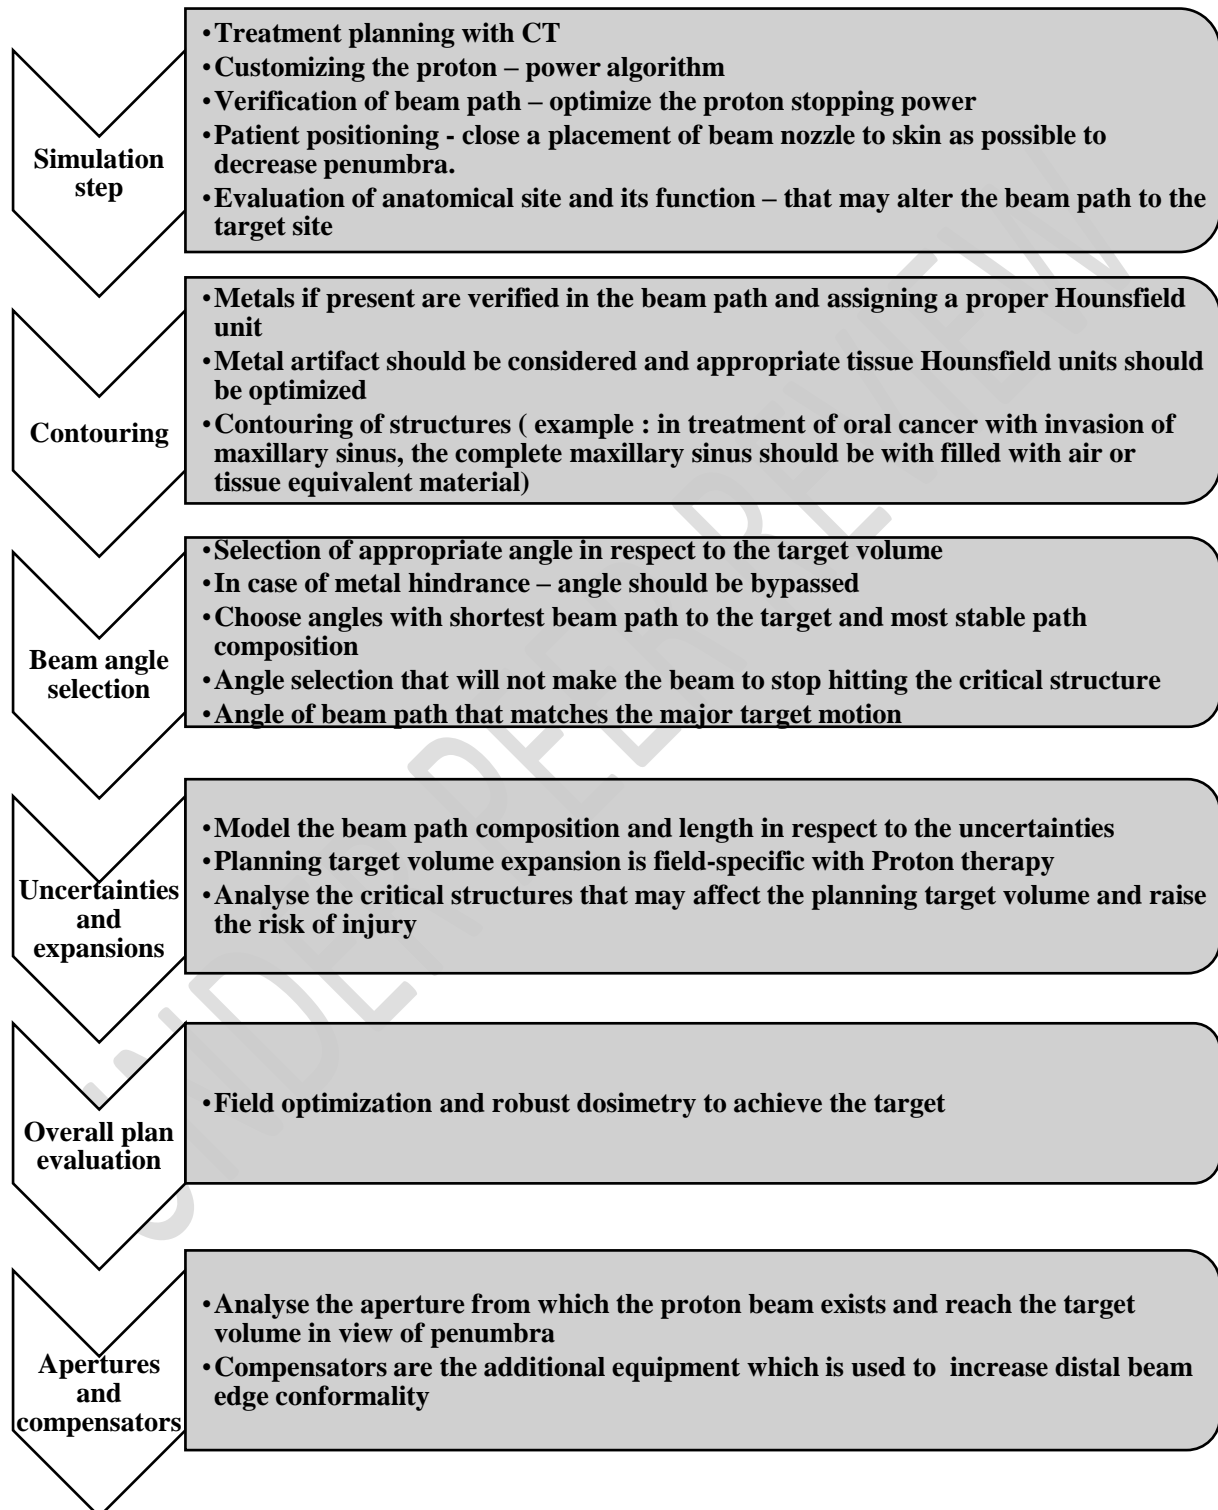 Simulation
step
•Treatment planning with CT
•Customizing the proton – power algorithm
•Verification of beam path – optimize the proton stopping power
•Patient positioning - close a placement of beam nozzle to skin as possible to
decrease penumbra.
•Evaluation of anatomical site and its function – that may alter the beam path to the
target site
Contouring
•Metals if present are verified in the beam path and assigning a proper Hounsfield
unit
•Metal artifact should be considered and appropriate tissue Hounsfield units should
be optimized
•Contouring of structures ( example : in treatment of oral cancer with invasion of
maxillary sinus, the complete maxillary sinus should be with filled with air or
tissue equivalent material)
Beam angle
selection
•Selection of appropriate angle in respect to the target volume
•In case of metal hindrance – angle should be bypassed
•Choose angles with shortest beam path to the target and most stable path
composition
•Angle selection that will not make the beam to stop hitting the critical structure
•Angle of beam path that matches the major target motion
Uncertainties
and
expansions
•Model the beam path composition and length in respect to the uncertainties
•Planning target volume expansion is field-specific with Proton therapy
•Analyse the critical structures that may affect the planning target volume and raise
the risk of injury
Overall plan
evaluation
•Field optimization and robust dosimetry to achieve the target
Apertures
and
compensators
•Analyse the aperture from which the proton beam exists and reach the target
volume in view of penumbra
•Compensators are the additional equipment which is used to  increase distal beam
edge conformality
UNDER PEER REVIEW